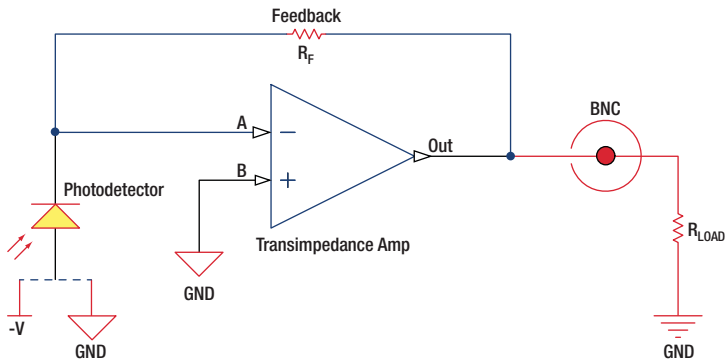 Feedback
R_F
BNC
A
−
Out
B
+
Photodetector
R_LOAD
Transimpedance Amp
GND
-V
GND
GND